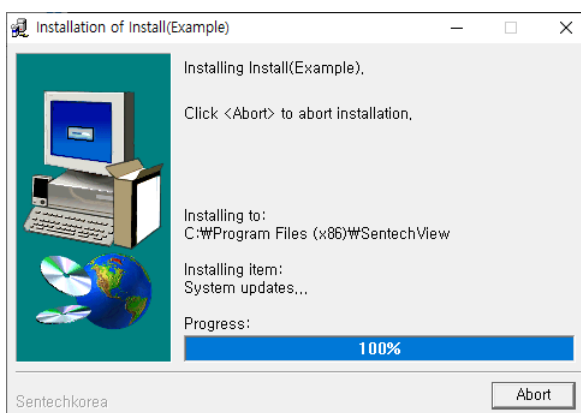 Installation of Install(Example)
Installing Install(Example),
Click <Abort> to abort installation,
Installing to:
C:₩Program Files (x86)₩SentechView
Installing item:
System updates,,,
Progress:
100%
Sentechkorea
Abort